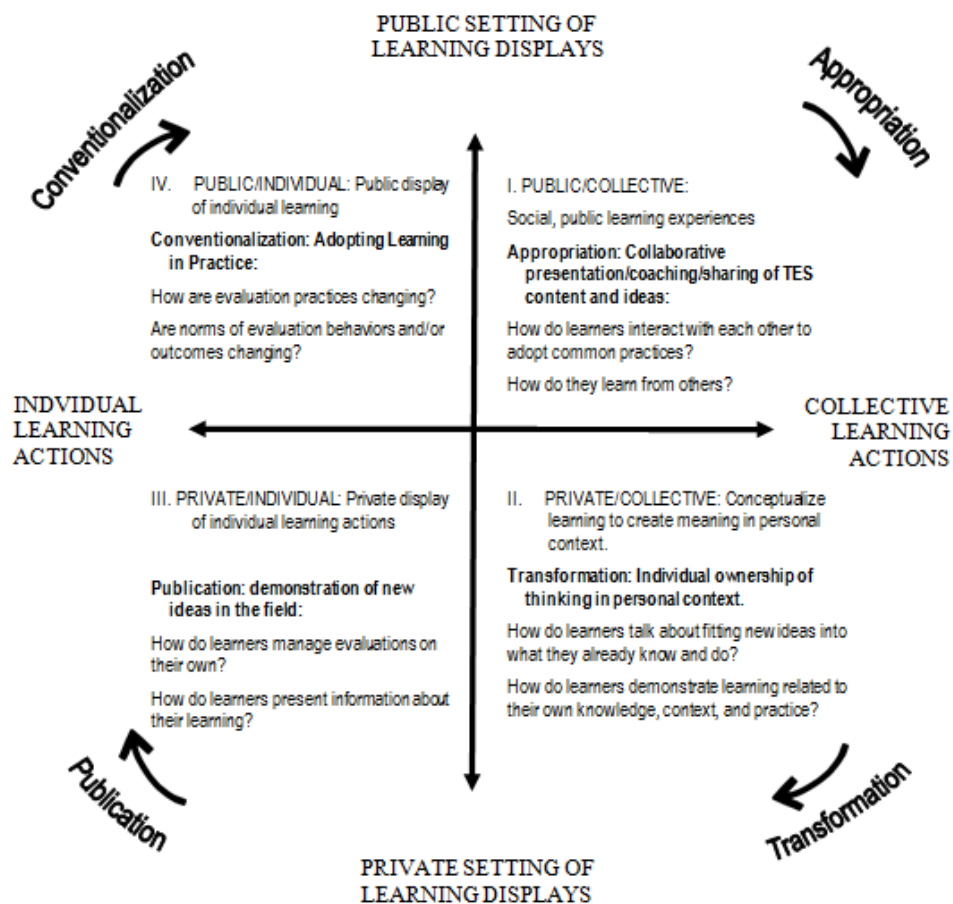 PUBLIC SETTING OF
LEARNING DISPLAYS
Conventionalization
Appropriation
IV. PUBLIC/INDIVIDUAL: Public display
of individual learning
Conventionalization: Adopting Learning
in Practice:
How are evaluation practices changing?
Are norms of evaluation behaviors and/or
outcomes changing?
I. PUBLIC/COLLECTIVE:
Social, public learning experiences
Appropriation: Collaborative
presentation/coaching/sharing of TES
content and ideas:
How do learners interact with each other to
adopt common practices?
How do they learn from others?
INDVIDUAL
LEARNING
ACTIONS
COLLECTIVE
LEARNING
ACTIONS
III. PRIVATE/INDIVIDUAL: Private display
of individual learning actions
Publication: demonstration of new
ideas in the field:
How do learners manage evaluations on
their own?
How do learners present information about
their learning?
II. PRIVATE/COLLECTIVE: Conceptualize
learning to create meaning in personal
context.
Transformation: Individual ownership of
thinking in personal context.
How do learners talk about fitting new ideas into
what they already know and do?
How do learners demonstrate learning related to
their own knowledge, context, and practice?
Publication
Transformation
PRIVATE SETTING OF
LEARNING DISPLAYS